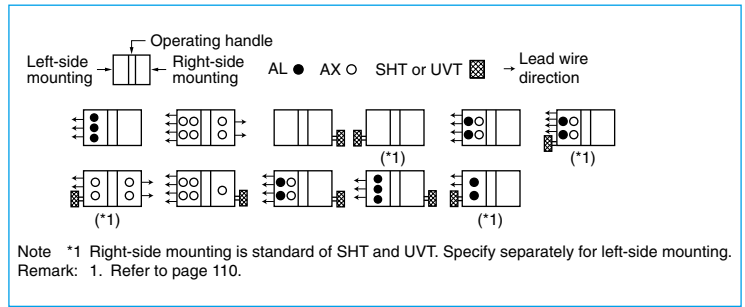 Operating handle
Left-side mounting
Right-side mounting
AL ● AX ○ SHT or UVT
Lead wire direction
(*1)
(*1)
(*1)
(*1)
Note *1 Right-side mounting is standard of SHT and UVT. Specify separately for left-side mounting.
Remark: 1. Refer to page 110.